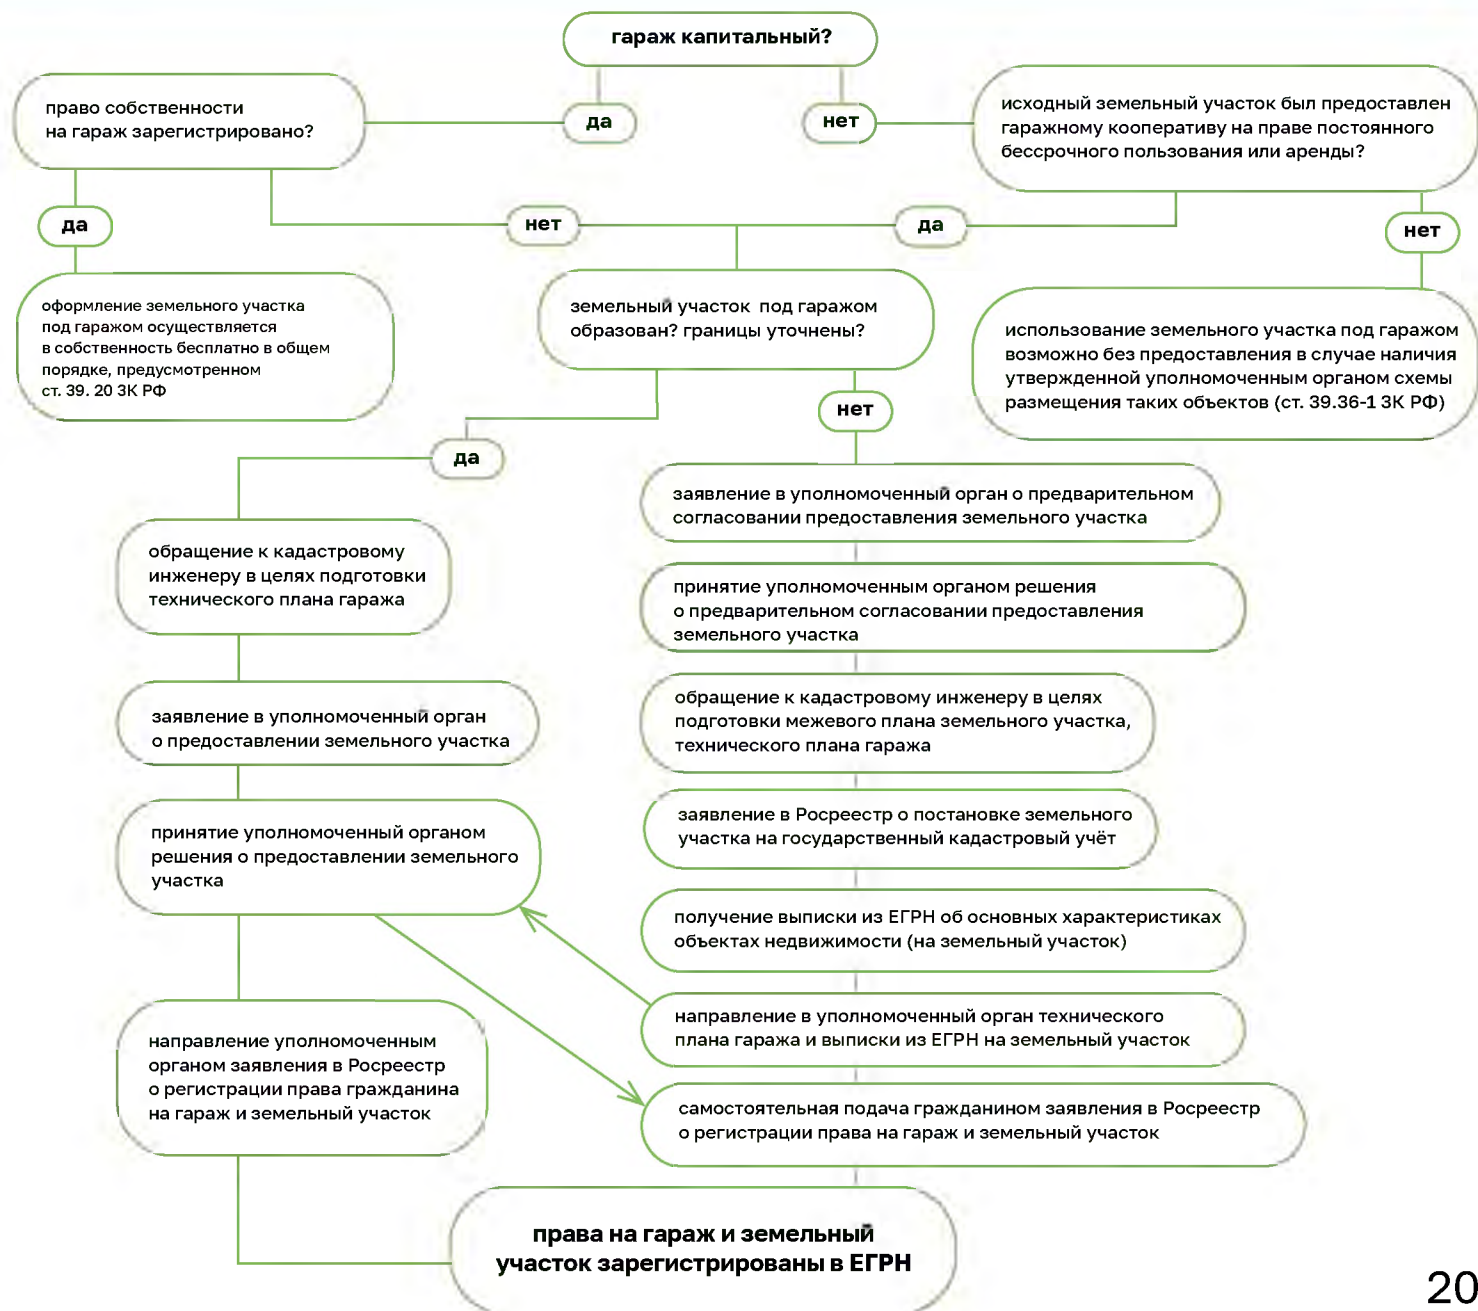 гараж капитальный?
да
нет
право собственности
на гараж зарегистрировано?
исходный земельный участок был предоставлен
гаражному кооперативу на праве постоянного
бессрочного пользования или аренды?
да
нет
да
нет
оформление земельного участка
под гаражом осуществляется
в собственность бесплатно в общем
порядке, предусмотренном
ст. 39. 20 ЗК РФ
земельный участок под гаражом
образован? границы уточнены?
использование земельного участка под гаражом
возможно без предоставления в случае наличия
утвержденной уполномоченным органом схемы
размещения таких объектов (ст. 39.36-1 ЗК РФ)
да
нет
обращение к кадастровому
инженеру в целях подготовки
технического плана гаража
заявление в уполномоченный орган
о предоставлении земельного участка
принятие уполномоченный органом
решения о предоставлении земельного
участка
направление уполномоченным
органом заявления в Росреестр
о регистрации права гражданина
на гараж и земельный участок
заявление в уполномоченный орган о предварительном
согласовании предоставления земельного участка
принятие уполномоченным органом решения
о предварительном согласовании предоставления
земельного участка
обращение к кадастровому инженеру в целях
подготовки межевого плана земельного участка,
технического плана гаража
заявление в Росреестр о постановке земельного
участка на государственный кадастровый учёт
получение выписки из ЕГРН об основных характеристиках
объектах недвижимости (на земельный участок)
направление в уполномоченный орган технического
плана гаража и выписки из ЕГРН на земельный участок
самостоятельная подача гражданином заявления в Росреестр
о регистрации права на гараж и земельный участок
права на гараж и земельный
участок зарегистрированы в ЕГРН
20